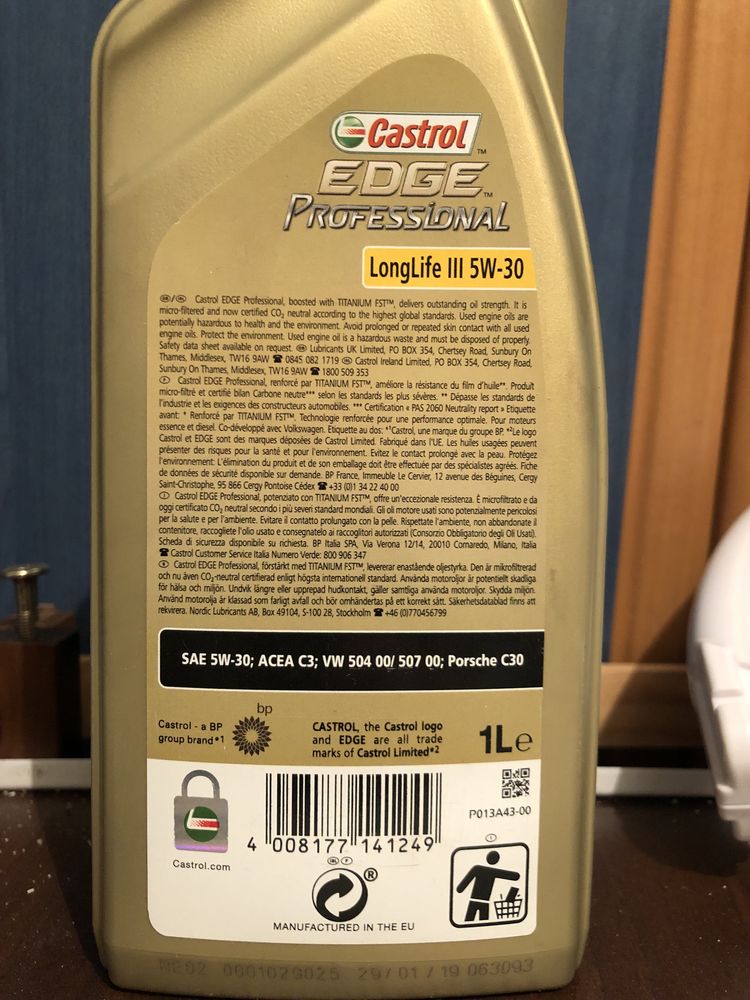 Castrol™
EDGE™
PROFESSIONAL
LongLife III 5W-30
Castrol EDGE Professional, boosted with TITANIUM FST™, delivers outstanding oil strength. It is
micro-filtered and now certified CO₂ neutral according to the highest global standards. Used engine oils are
potentially hazardous to health and the environment. Avoid prolonged or repeated skin contact with all used
engine oils. Protect the environment. Used engine oil is a hazardous waste and must be disposed of properly.
Safety data sheet available on request. GB Lubricants UK Limited, PO BOX 354, Chertsey Road, Sunbury On
Thames, Middlesex, TW16 9AW ☎ 0845 082 1719 Castrol Ireland Limited, PO BOX 354, Chertsey Road,
Sunbury On Thames, Middlesex, TW16 9AW ☎ 1800 509 353
F Castrol EDGE Professional, renforcé par TITANIUM FST™, améliore la résistance du film d'huile**. Produit
micro-filtré et certifié bilan Carbone neutre*** selon les standards les plus sévères. ** Dépasse les standards de
l'industrie et les exigences des constructeurs automobiles. *** Certification « PAS 2060 Neutrality report » Etiquette
avant: * Renforcé par TITANIUM FST™. Technologie renforcée pour une performance optimale. Pour moteurs
essence et diesel. Co-développé avec Volkswagen. Etiquette au dos: *¹Castrol, une marque du groupe BP. *²Le logo
Castrol et EDGE sont des marques déposées de Castrol Limited. Fabriqué dans l'UE. Les huiles usagées peuvent
présenter des risques pour la santé et pour l'environnement. Evitez le contact prolongé avec la peau. Protégez
l'environnement: L'élimination du produit et de son emballage doit être effectuée par des spécialistes agréés. Fiche
de données de sécurité disponible sur demande. BP France, Immeuble Le Cervier, 12 avenue des Béguines, Cergy
Saint-Christophe, 95 866 Cergy Pontoise Cédex ☎ +33 (0)1 34 22 40 00
I Castrol EDGE Professional, potenziato con TITANIUM FST™, offre un'eccezionale resistenza. È microfiltrato e da
oggi certificato CO₂ neutral secondo i più severi standard mondiali. Gli oli motore usati sono potenzialmente pericolosi
per la salute e per l'ambiente. Evitare il contatto prolungato con la pelle. Rispettate l'ambiente, non abbandonate il
contenitore, raccogliete l'olio usato e consegnatelo ai raccoglitori autorizzati (Consorzio Obbligatorio degli Oli Usati).
Scheda di sicurezza disponibile su richiesta. BP Italia SPA, Via Verona 12/14, 20010 Cornaredo, Milano, Italia
☎ Castrol Customer Service Italia Numero Verde: 800 906 347
S Castrol EDGE Professional, förstärkt med TITANIUM FST™, levererar enastående oljestyrka. Den är mikrofiltrerad
och nu även CO₂-neutral certifierad enligt högsta internationell standard. Använda motoroljor är potentiellt skadliga
för hälsa och miljön. Undvik längre eller upprepad hudkontakt, gäller samtliga använda motoroljor. Skydda miljön.
Använd motorolja är klassad som farligt avfall och bör omhändertas på ett korrekt sätt. Säkerhetsdatablad finns att
rekvirera. Nordic Lubricants AB, Box 49104, S-100 28, Stockholm ☎ +46 (0)770456799
SAE 5W-30; ACEA C3; VW 504 00/ 507 00; Porsche C30
bp
Castrol - a BP
group brand*¹
CASTROL, the Castrol logo
and EDGE are all trade
marks of Castrol Limited*²
1L℮
P013A43-00
4 008177 141249
Castrol.com
®
MANUFACTURED IN THE EU
29/01/19 063093